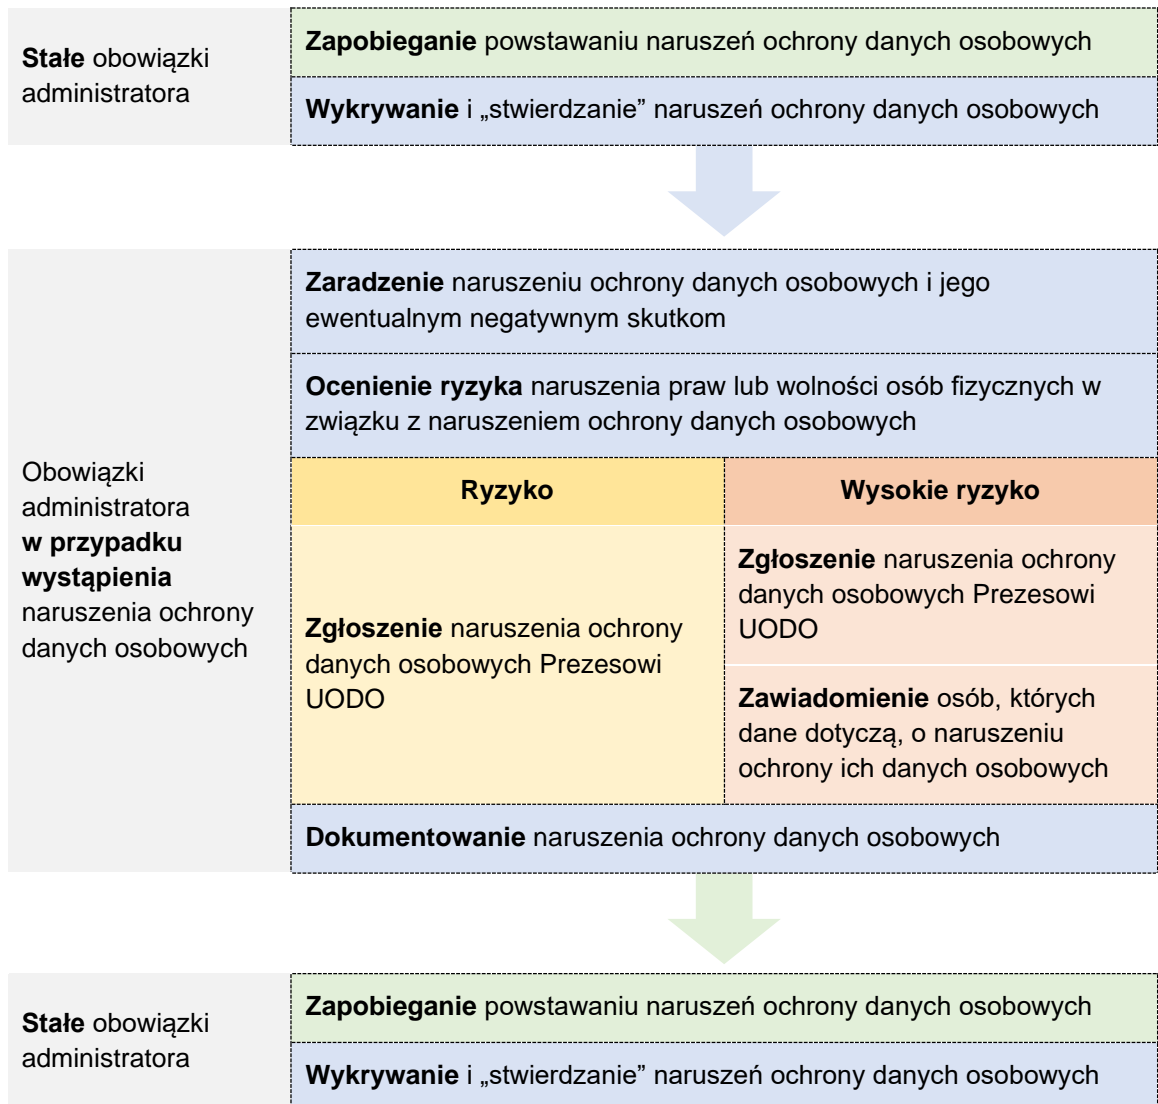 Stałe obowiązki
administratora
Zapobieganie powstawaniu naruszeń ochrony danych osobowych
Wykrywanie i „stwierdzanie” naruszeń ochrony danych osobowych
Obowiązki
administratora
w przypadku
wystąpienia
naruszenia ochrony
danych osobowych
Zaradzenie naruszeniu ochrony danych osobowych i jego
ewentualnym negatywnym skutkom
Ocenienie ryzyka naruszenia praw lub wolności osób fizycznych w
związku z naruszeniem ochrony danych osobowych
Ryzyko
Zgłoszenie naruszenia ochrony
danych osobowych Prezesowi
UODO
Wysokie ryzyko
Zgłoszenie naruszenia ochrony
danych osobowych Prezesowi
UODO
Zawiadomienie osób, których
dane dotyczą, o naruszeniu
ochrony ich danych osobowych
Dokumentowanie naruszenia ochrony danych osobowych
Stałe obowiązki
administratora
Zapobieganie powstawaniu naruszeń ochrony danych osobowych
Wykrywanie i „stwierdzanie” naruszeń ochrony danych osobowych